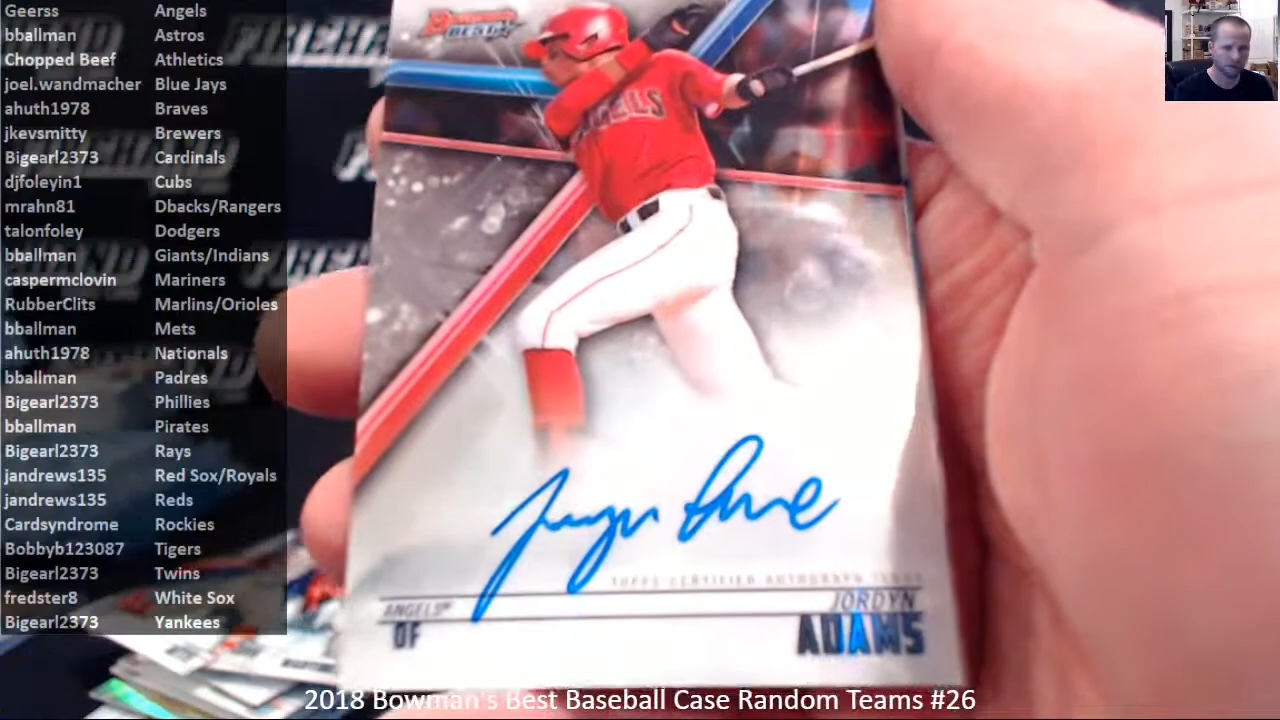 Geerss Angels
bballman Astros
Chopped Beef Athletics
joel.wandmacher Blue Jays
ahuth1978 Braves
jkevsmitty Brewers
Bigearl2373 Cardinals
djfoleyin1 Cubs
mrahn81 Dbacks/Rangers
talonfoley Dodgers
bballman Giants/Indians
caspermclovin Mariners
RubberClits Marlins/Orioles
bballman Mets
ahuth1978 Nationals
bballman Padres
Bigearl2373 Phillies
bballman Pirates
Bigearl2373 Rays
jandrews135 Red Sox/Royals
jandrews135 Reds
Cardsyndrome Rockies
Bobbyb123087 Tigers
Bigearl2373 Twins
fredster8 White Sox
Bigearl2373 Yankees
BOWMAN'S
BEST
ANGELS
TOPPS CERTIFIED AUTOGRAPH ISSUE
ANGELS
OF
JORDYN
ADAMS
2018 Bowman's Best Baseball Case Random Teams #26